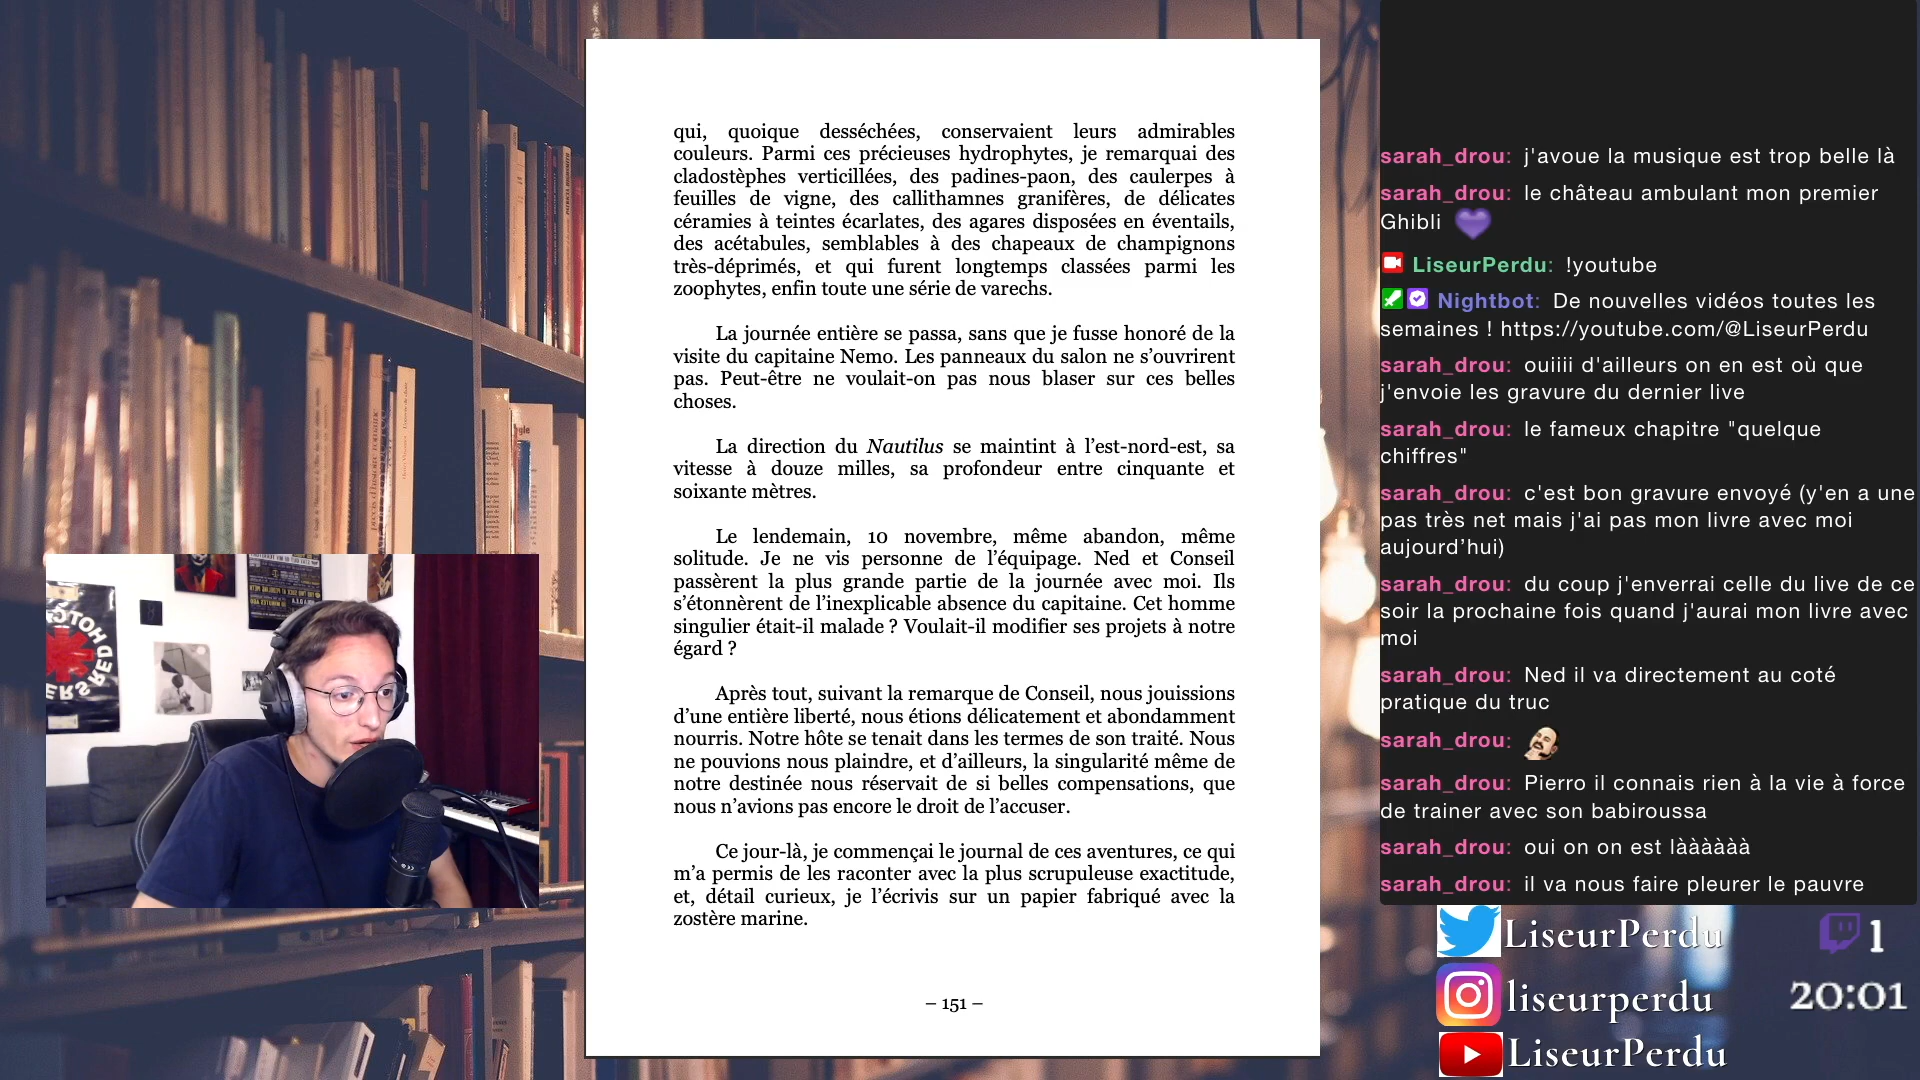 qui, quoique desséchées, conservaient leurs admirables
couleurs. Parmi ces précieuses hydrophytes, je remarquai des
cladostèphes verticillées, des padines-paon, des caulerpes à
feuilles de vigne, des callithamnes granifères, de délicates
céramies à teintes écarlates, des agares disposées en éventails,
des acétabules, semblables à des chapeaux de champignons
très-déprimés, et qui furent longtemps classées parmi les
zoophytes, enfin toute une série de varechs.
La journée entière se passa, sans que je fusse honoré de la
visite du capitaine Nemo. Les panneaux du salon ne s’ouvrirent
pas. Peut-être ne voulait-on pas nous blaser sur ces belles
choses.
La direction du Nautilus se maintint à l’est-nord-est, sa
vitesse à douze milles, sa profondeur entre cinquante et
soixante mètres.
Le lendemain, 10 novembre, même abandon, même
solitude. Je ne vis personne de l’équipage. Ned et Conseil
passèrent la plus grande partie de la journée avec moi. Ils
s’étonnèrent de l’inexplicable absence du capitaine. Cet homme
singulier était-il malade ? Voulait-il modifier ses projets à notre
égard ?
Après tout, suivant la remarque de Conseil, nous jouissions
d’une entière liberté, nous étions délicatement et abondamment
nourris. Notre hôte se tenait dans les termes de son traité. Nous
ne pouvions nous plaindre, et d’ailleurs, la singularité même de
notre destinée nous réservait de si belles compensations, que
nous n’avions pas encore le droit de l’accuser.
Ce jour-là, je commençai le journal de ces aventures, ce qui
m’a permis de les raconter avec la plus scrupuleuse exactitude,
et, détail curieux, je l’écrivis sur un papier fabriqué avec la
zostère marine.
– 151 –
sarah_drou: j'avoue la musique est trop belle là
sarah_drou: le château ambulant mon premier
Ghibli
LiseurPerdu: !youtube
Nightbot: De nouvelles vidéos toutes les
semaines ! https://youtube.com/@LiseurPerdu
sarah_drou: ouiiii d'ailleurs on en est où que
j'envoie les gravure du dernier live
sarah_drou: le fameux chapitre "quelque
chiffres"
sarah_drou: c'est bon gravure envoyé (y'en a une
pas très net mais j'ai pas mon livre avec moi
aujourd’hui)
sarah_drou: du coup j'enverrai celle du live de ce
soir la prochaine fois quand j'aurai mon livre avec
moi
sarah_drou: Ned il va directement au coté
pratique du truc
sarah_drou:
sarah_drou: Pierro il connais rien à la vie à force
de trainer avec son babiroussa
sarah_drou: oui on on est lààààààà
sarah_drou: il va nous faire pleurer le pauvre
LiseurPerdu
1
liseurperdu
20:01
LiseurPerdu